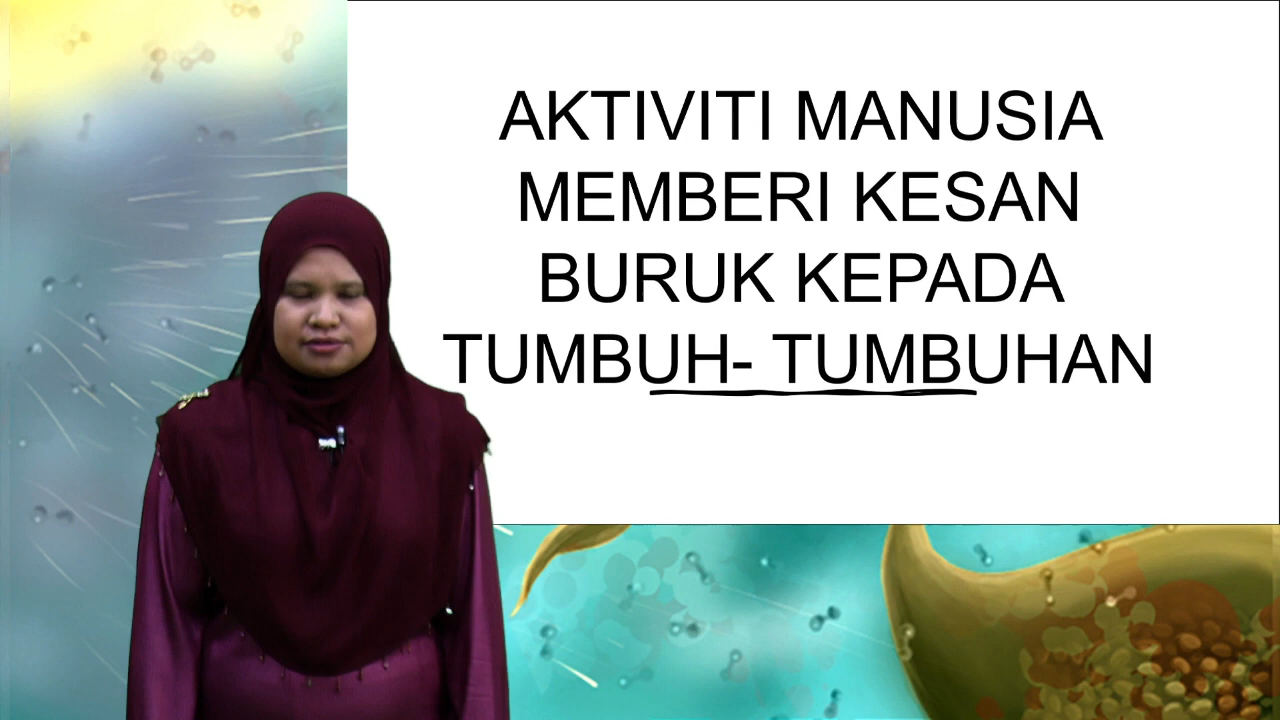 AKTIVITI MANUSIA
MEMBERI KESAN
BURUK KEPADA
TUMBUH- TUMBUHAN